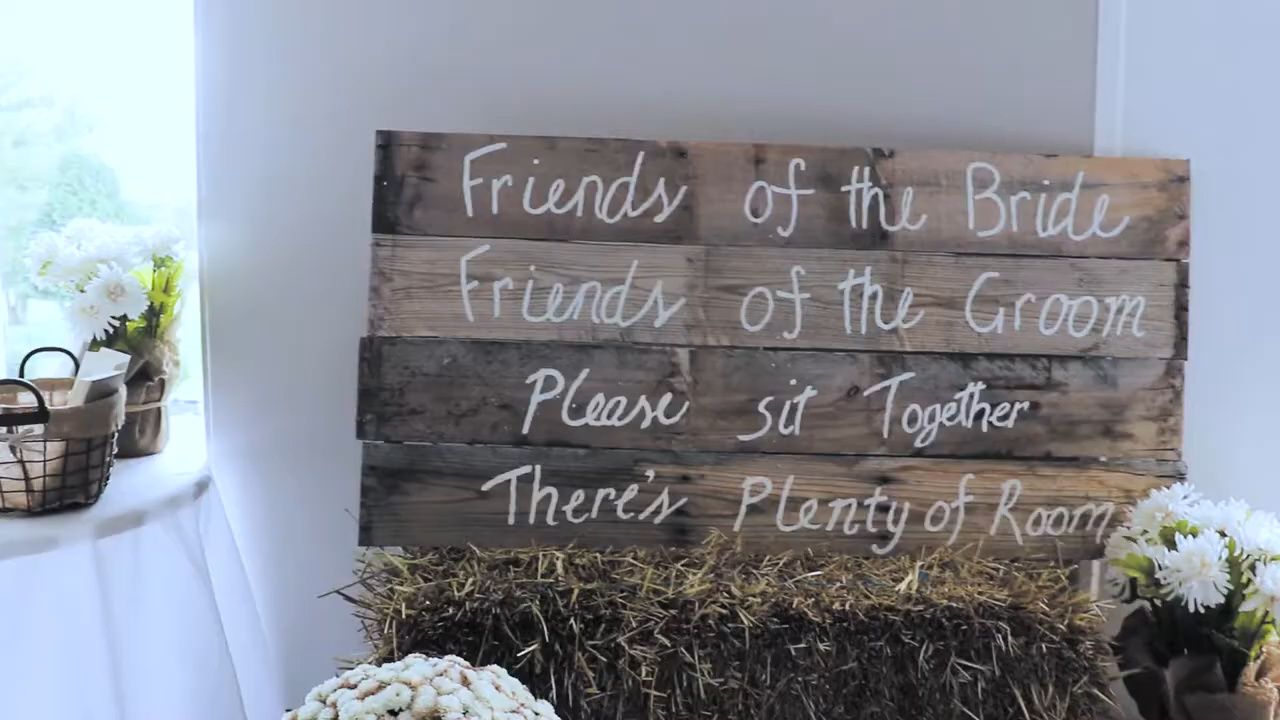 Friends of the Bride
Friends of the Groom
Please sit Together
There's Plenty of Room